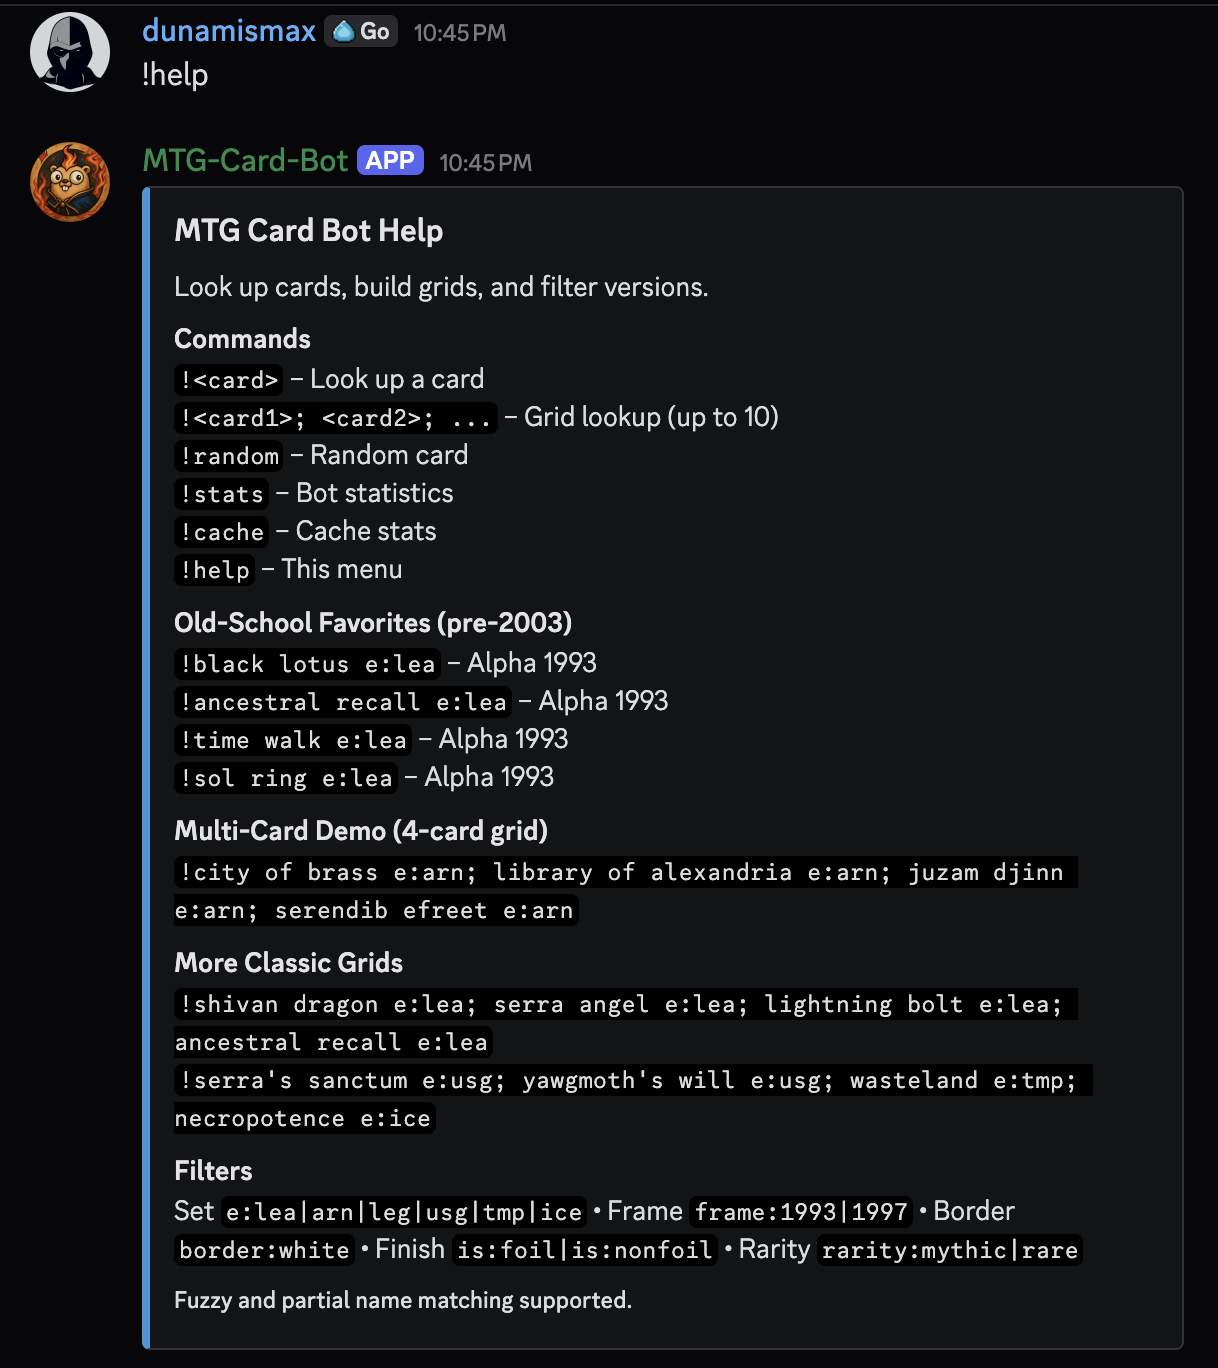 dunamismax Go 10:45 PM
!help
MTG-Card-Bot APP 10:45 PM
MTG Card Bot Help
Look up cards, build grids, and filter versions.
Commands
!<card> – Look up a card
!<card1>; <card2>; ... – Grid lookup (up to 10)
!random – Random card
!stats – Bot statistics
!cache – Cache stats
!help – This menu
Old-School Favorites (pre-2003)
!black lotus e:lea – Alpha 1993
!ancestral recall e:lea – Alpha 1993
!time walk e:lea – Alpha 1993
!sol ring e:lea – Alpha 1993
Multi-Card Demo (4-card grid)
!city of brass e:arn; library of alexandria e:arn; juzam djinn
e:arn; serendib efreet e:arn
More Classic Grids
!shivan dragon e:lea; serra angel e:lea; lightning bolt e:lea;
ancestral recall e:lea
!serra's sanctum e:usg; yawgmoth's will e:usg; wasteland e:tmp;
necropotence e:ice
Filters
Set e:lea|arn|leg|usg|tmp|ice • Frame frame:1993|1997 • Border
border:white • Finish is:foil|is:nonfoil • Rarity rarity:mythic|rare
Fuzzy and partial name matching supported.